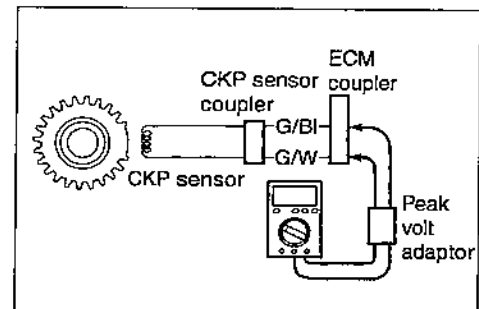 ECM
coupler
CKP sensor
coupler
G/Bl
G/W
CKP sensor
Peak
volt
adaptor